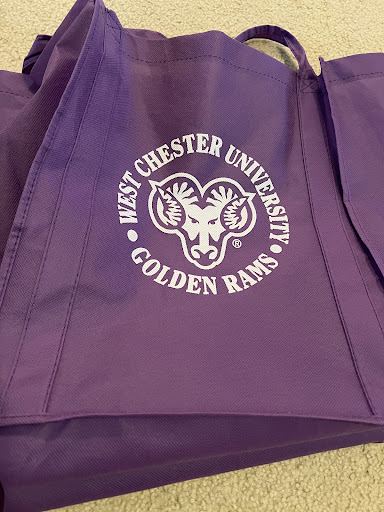 • WEST CHESTER UNIVERSITY •
GOLDEN RAMS
®